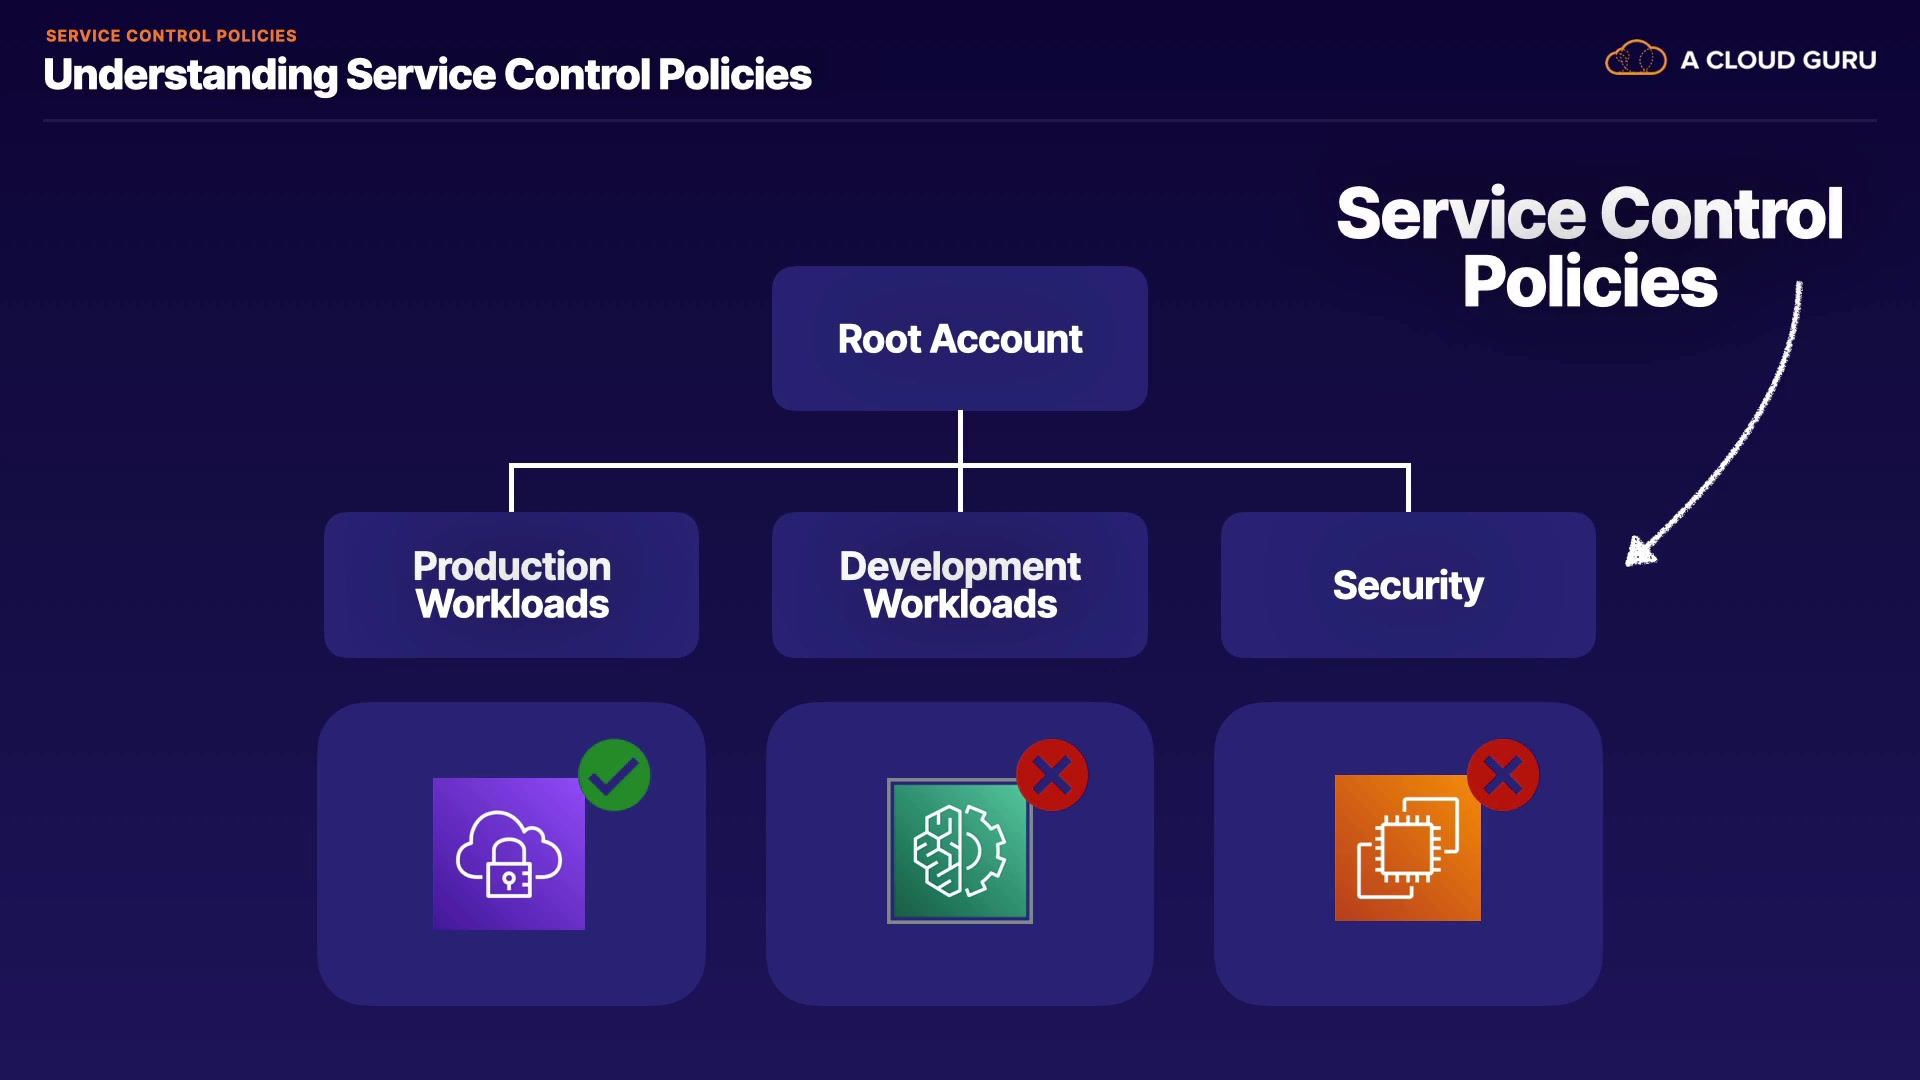 SERVICE CONTROL POLICIES
Understanding Service Control Policies
A CLOUD GURU
Service Control
Policies
Root Account
Production
Workloads
Development
Workloads
Security